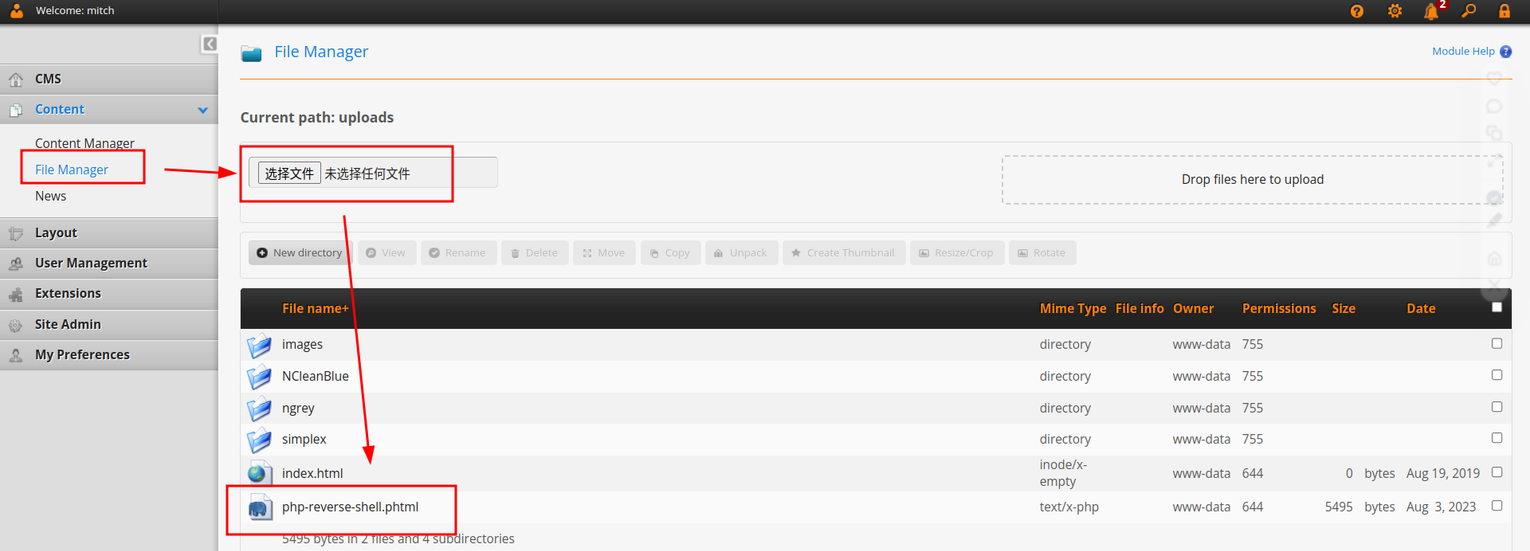 Welcome: mitch
2
CMS
Content
Content Manager
File Manager
News
Layout
User Management
Extensions
Site Admin
My Preferences
File Manager
Module Help ?
Current path: uploads
选择文件 未选择任何文件
Drop files here to upload
New directory View Rename Delete Move Copy Unpack Create Thumbnail Resize/Crop Rotate
File name+ Mime Type File info Owner Permissions Size Date
images directory www-data 755
NCleanBlue directory www-data 755
ngrey directory www-data 755
simplex directory www-data 755
index.html inode/x-empty www-data 644 0 bytes Aug 19, 2019
php-reverse-shell.phtml text/x-php www-data 644 5495 bytes Aug 3, 2023
5495 bytes in 2 files and 4 subdirectories